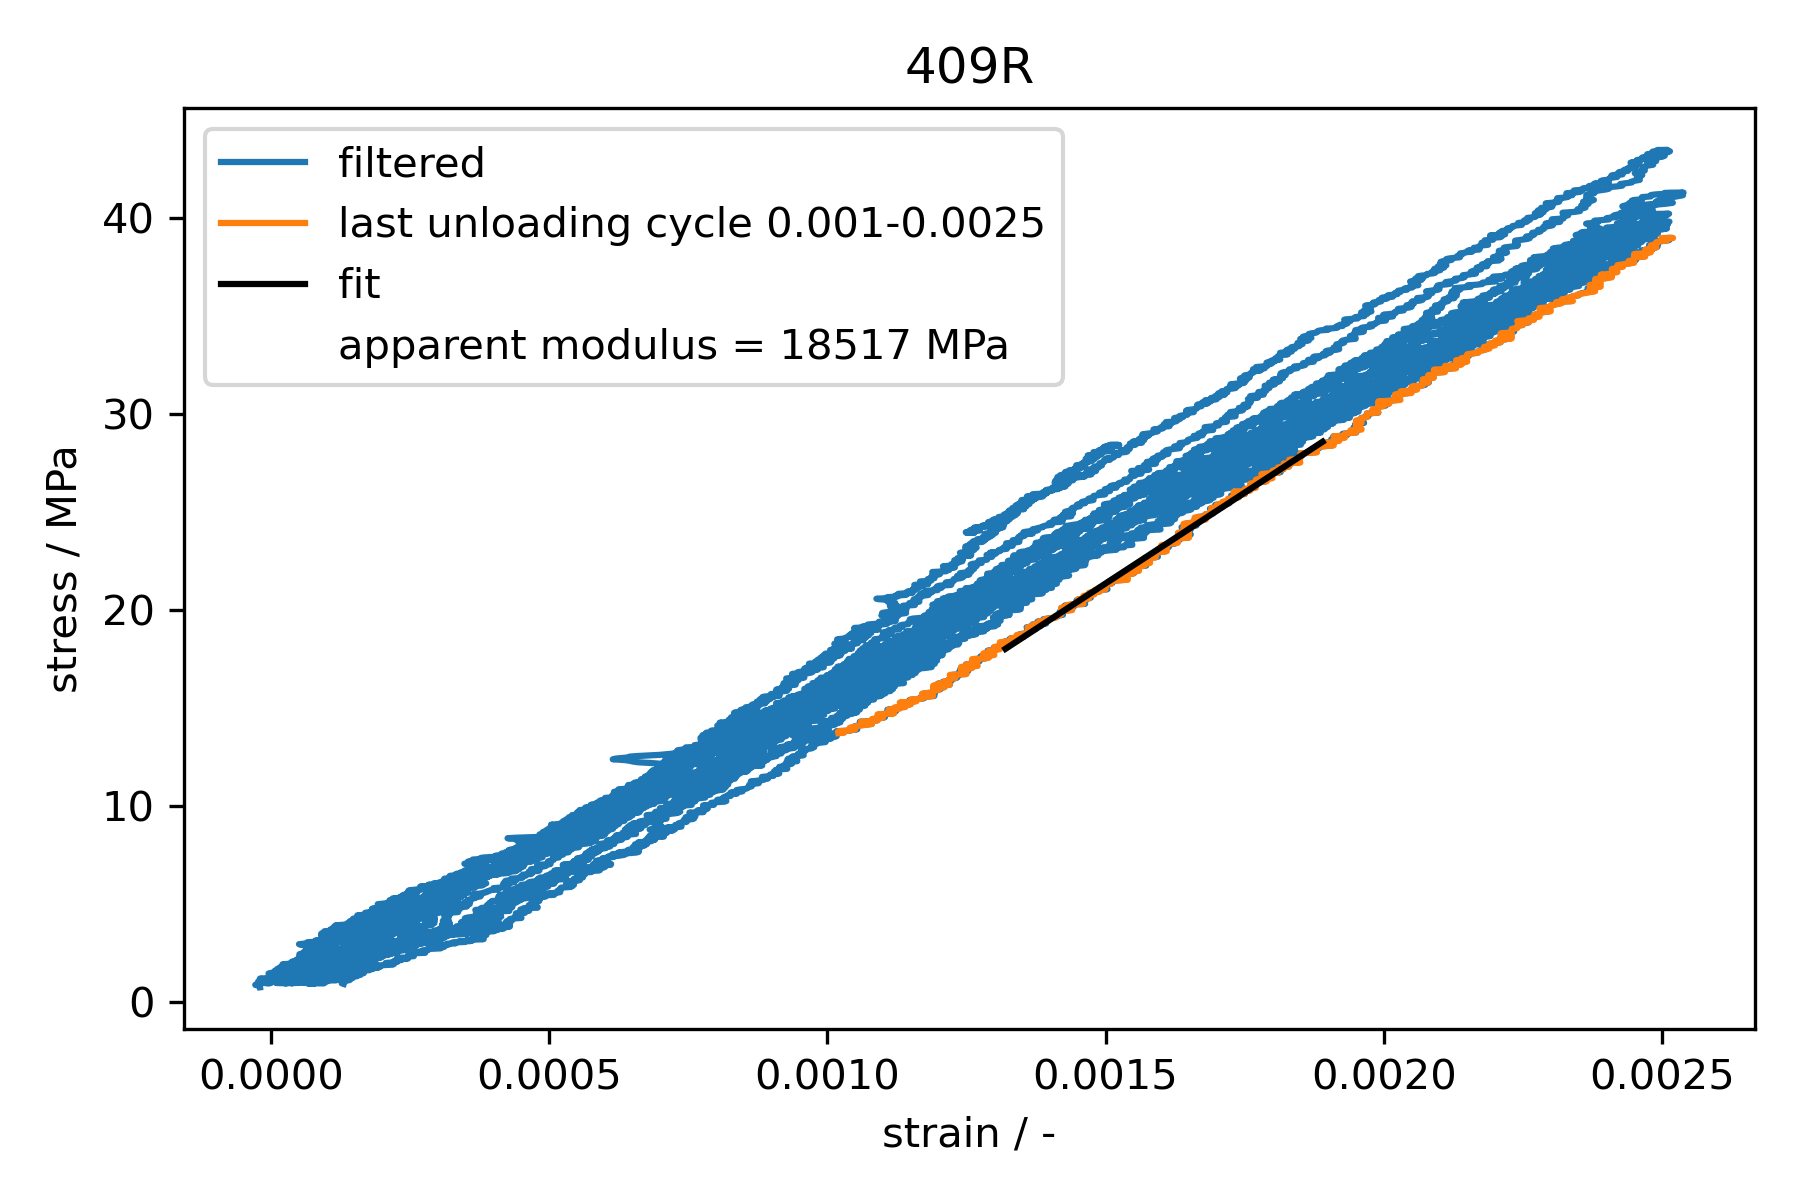 409R
filtered
last unloading cycle 0.001-0.0025
fit
apparent modulus = 18517 MPa
stress / MPa
40
30
20
10
0
0.0000 0.0005 0.0010 0.0015 0.0020 0.0025
strain / -